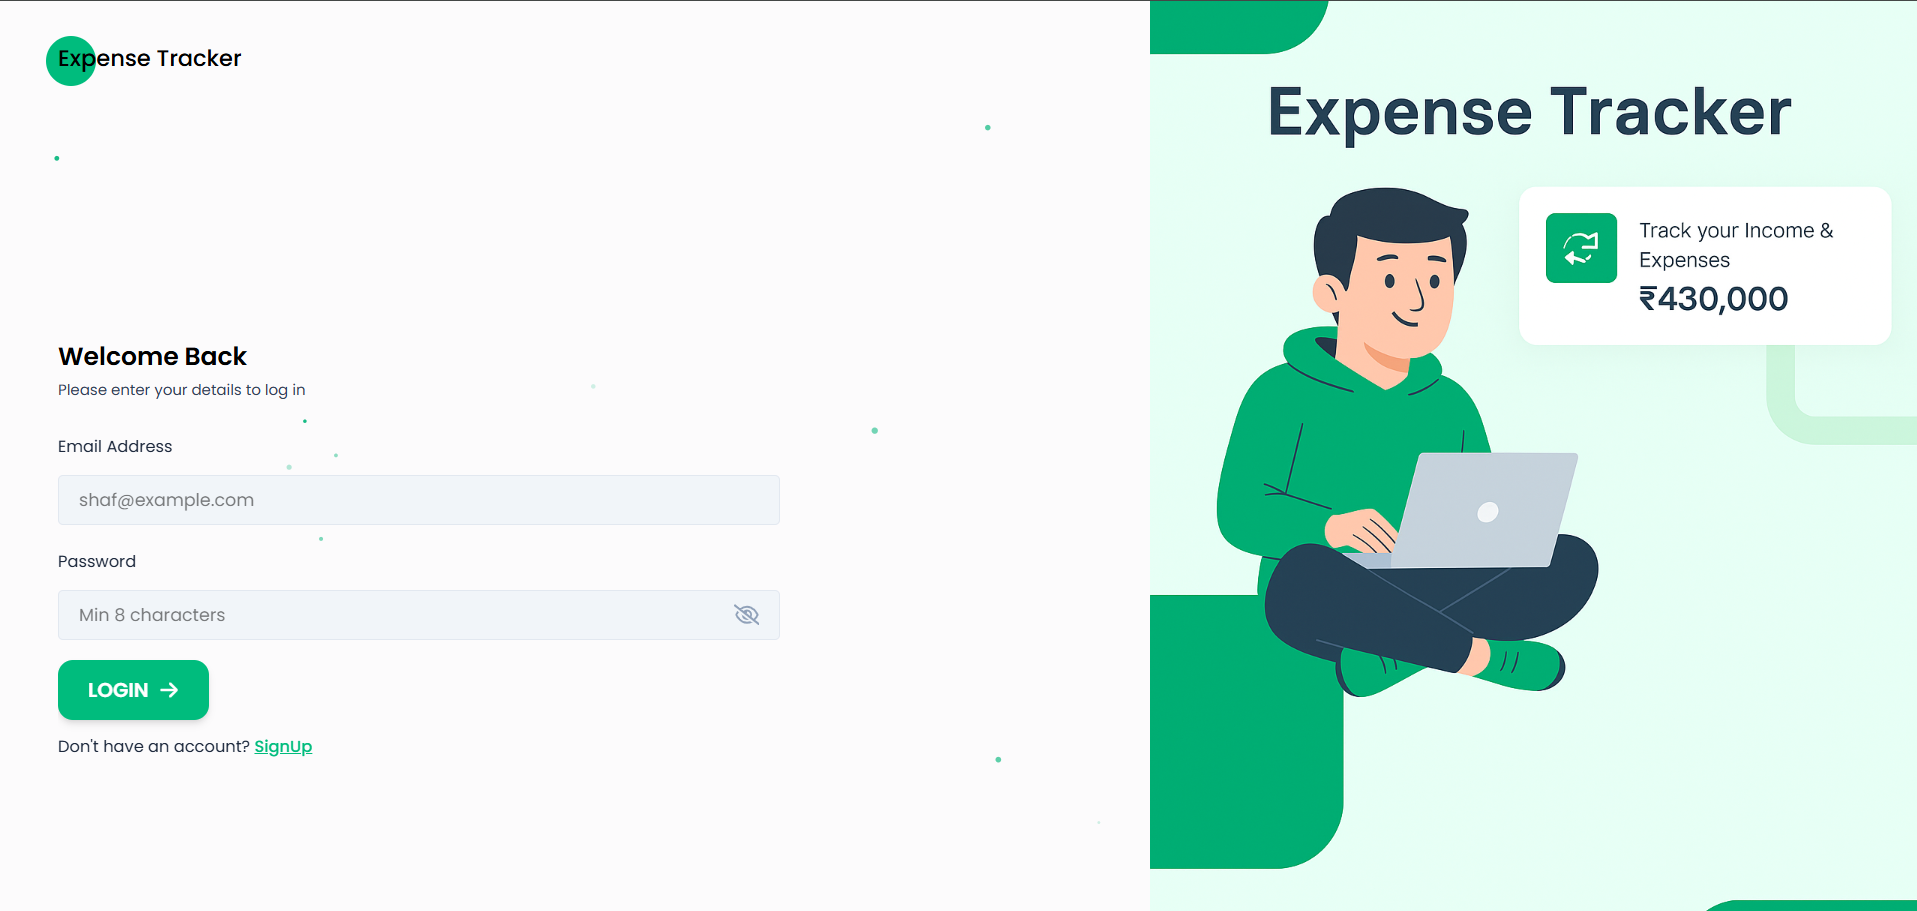 Expense Tracker
Welcome Back
Please enter your details to log in
Email Address
shaf@example.com
Password
Min 8 characters
LOGIN →
Don't have an account? SignUp
Expense Tracker
Track your Income &
Expenses
₹430,000